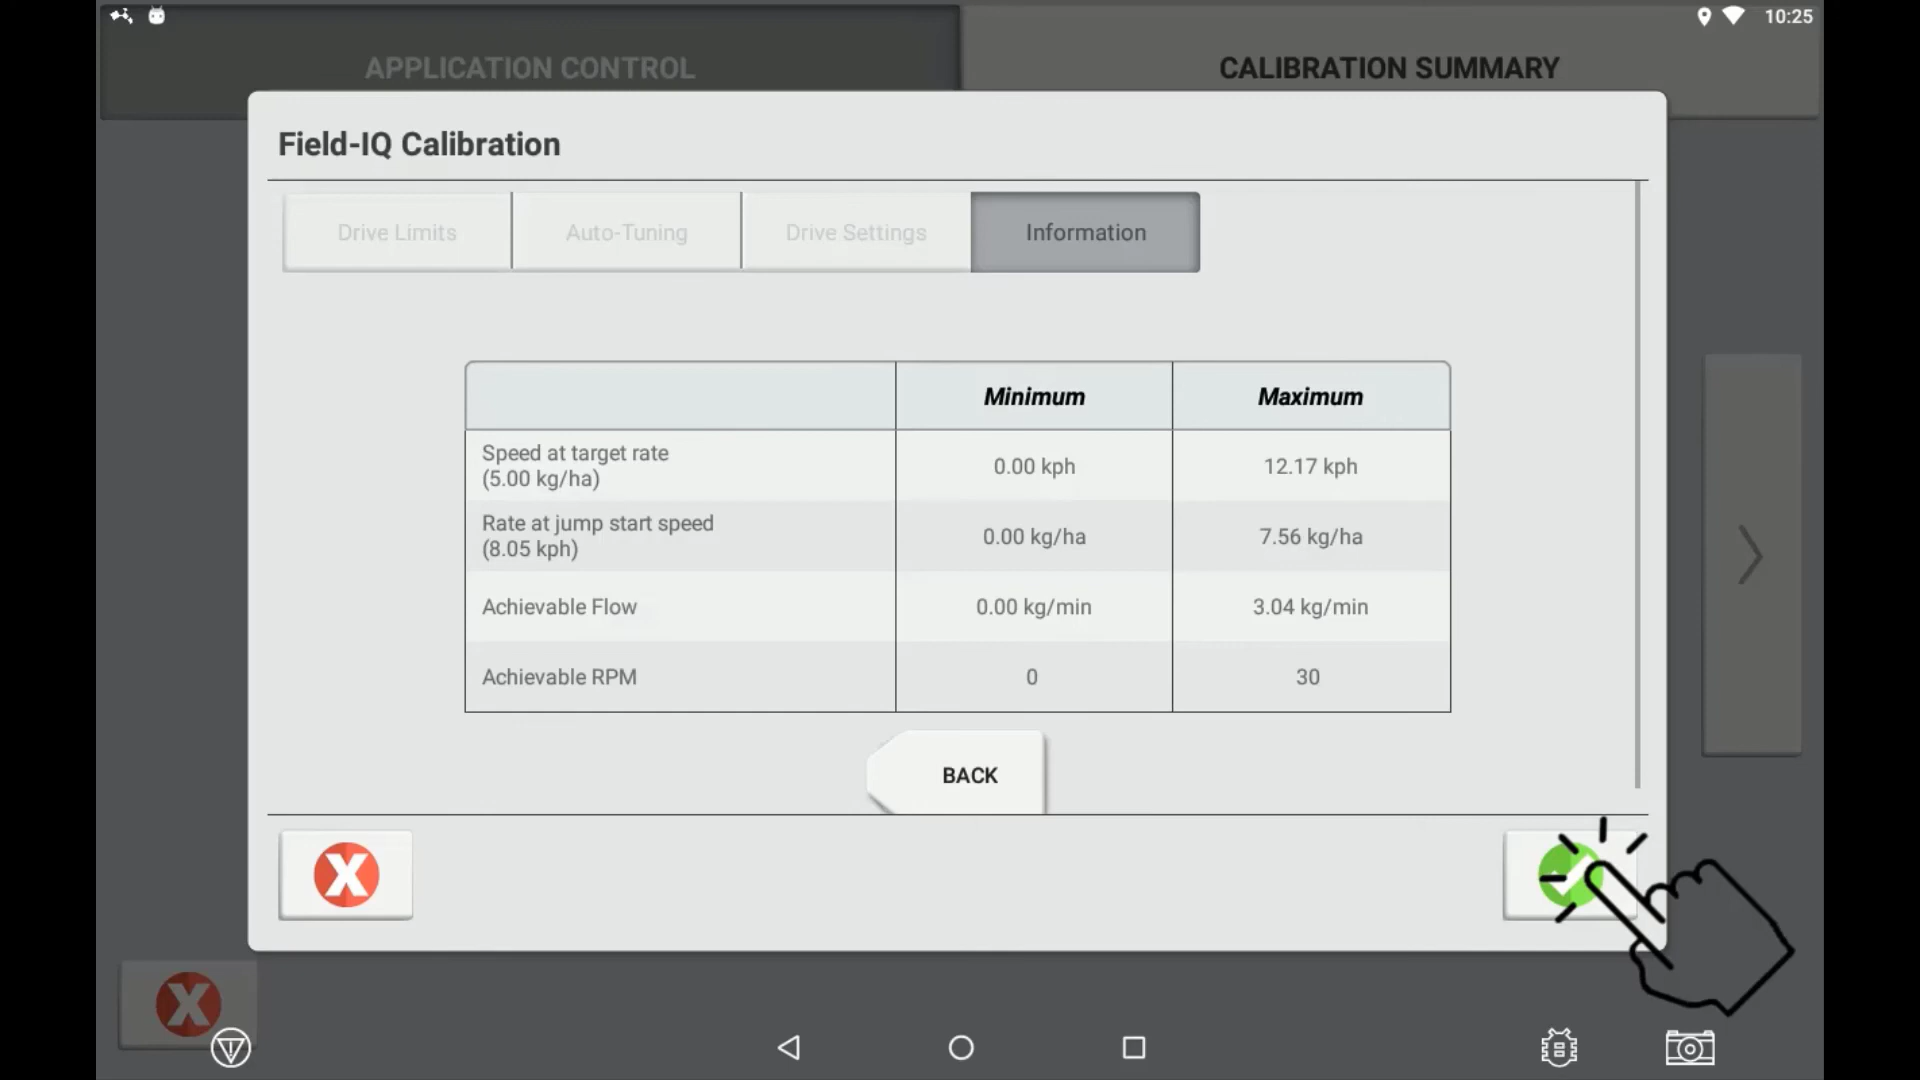 10:25
APPLICATION CONTROL
CALIBRATION SUMMARY
Field-IQ Calibration
Drive Limits
Auto-Tuning
Drive Settings
Information
Minimum
Maximum
Speed at target rate
(5.00 kg/ha)
0.00 kph
12.17 kph
Rate at jump start speed
(8.05 kph)
0.00 kg/ha
7.56 kg/ha
Achievable Flow
0.00 kg/min
3.04 kg/min
Achievable RPM
0
30
BACK